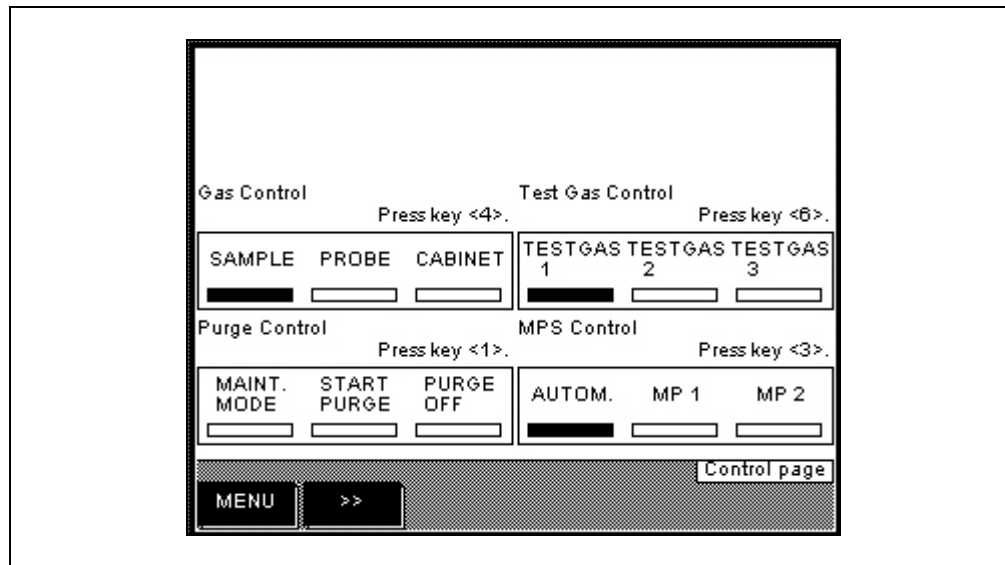 Gas Control
Press key <4>.
SAMPLE PROBE CABINET
Test Gas Control
Press key <6>.
TESTGAS TESTGAS TESTGAS
1 2 3
Purge Control
Press key <1>.
MAINT. START PURGE
MODE PURGE OFF
MPS Control
Press key <3>.
AUTOM. MP 1 MP 2
Control page
MENU >>